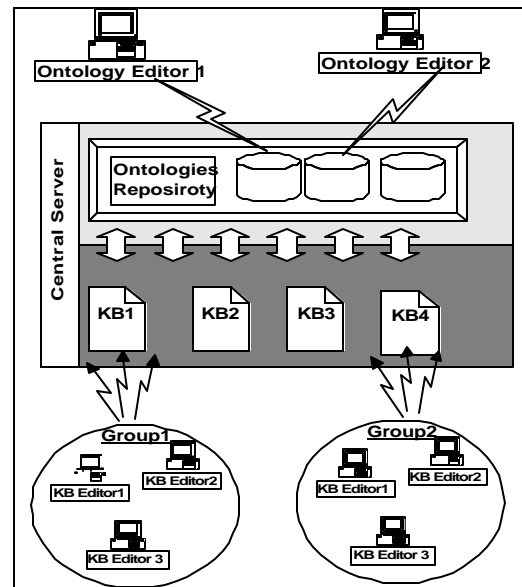 Ontology Editor 1
Ontology Editor 2
Central Server
Ontologies
Reposiroty
KB1
KB2
KB3
KB4
Group1
KB Editor1
KB Editor2
KB Editor 3
Group2
KB Editor1
KB Editor2
KB Editor 3